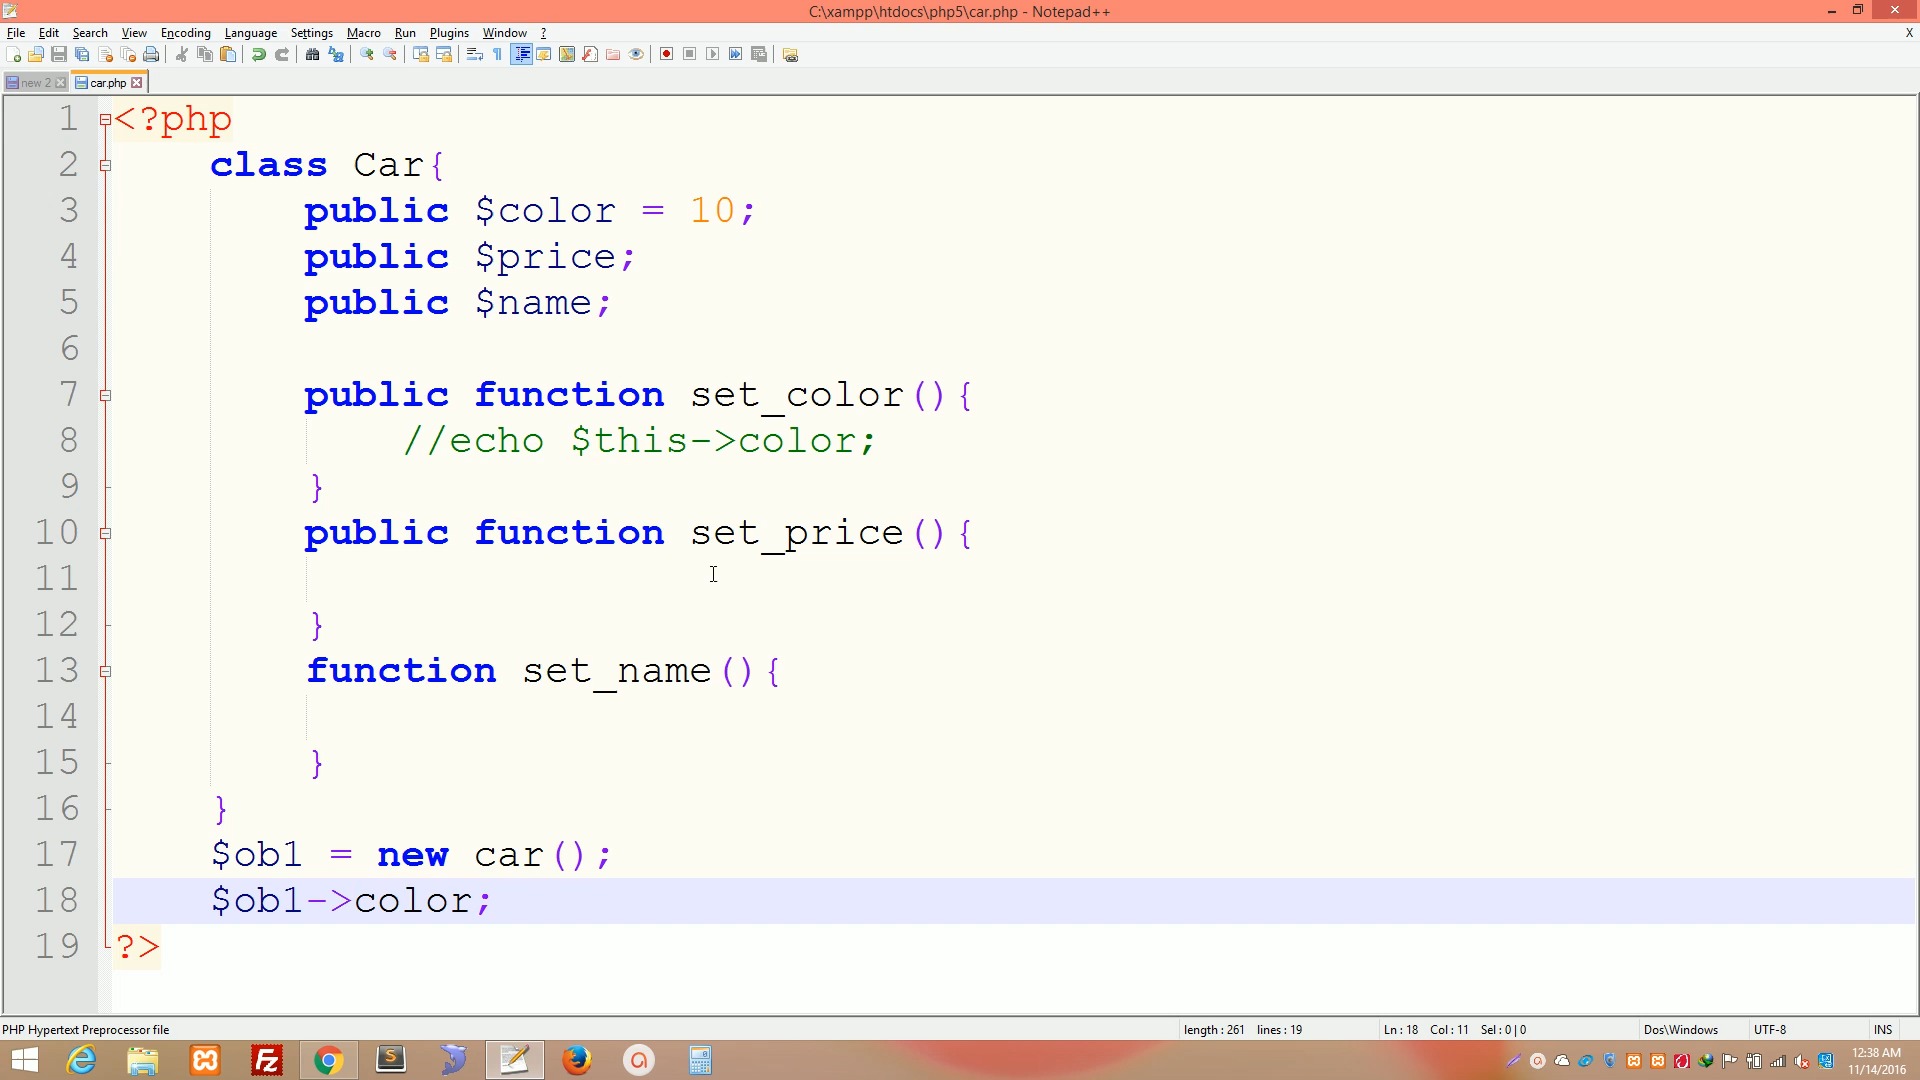 C:\xampp\htdocs\php5\car.php - Notepad++
File Edit Search View Encoding Language Settings Macro Run Plugins Window ? X
new 2 car.php
1 <?php
2 class Car{
3 public $color = 10;
4 public $price;
5 public $name;
6
7 public function set_color(){
8 //echo $this->color;
9 }
10 public function set_price(){
11
12 }
13 function set_name(){
14
15 }
16 }
17 $ob1 = new car();
18 $ob1->color;
19 ?>
PHP Hypertext Preprocessor file length : 261 lines : 19 Ln : 18 Col : 11 Sel : 0 | 0 Dos\Windows UTF-8 INS
12:38 AM
11/14/2016